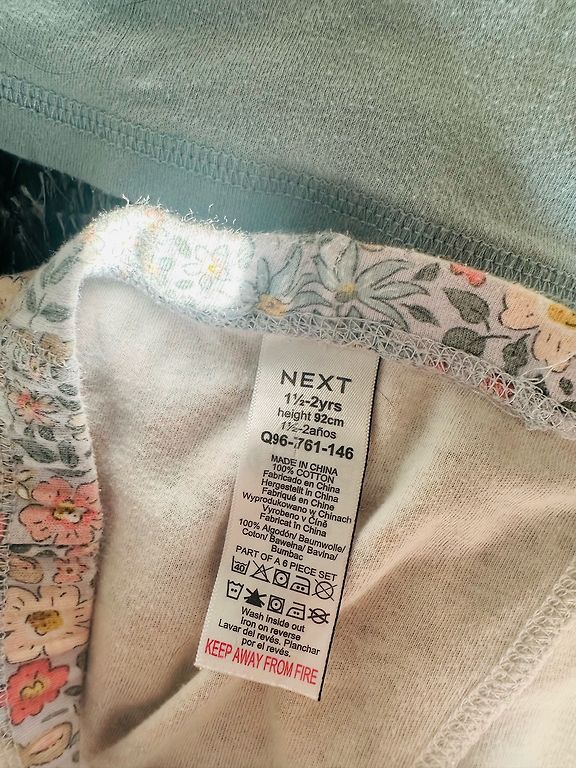 NEXT
1½-2yrs
height 92cm
1½-2años
Q96-761-146
MADE IN CHINA
100% COTTON
Fabricado en China
Hergestellt in China
Fabriqué en Chine
Wyprodukowano w Chinach
Vyrobeno v Číně
Fabricat în China
100% Algodón/ Baumwolle/
Coton/ Bawełna/ Bavlna/
Bumbac
PART OF A 6 PIECE SET
40
Wash inside out
Iron on reverse
Lavar del revés. Planchar
por el revés.
KEEP AWAY FROM FIRE